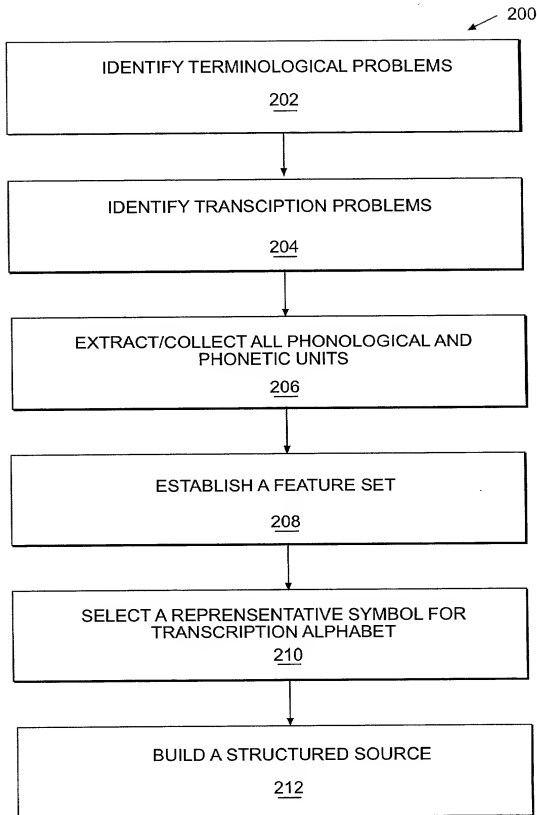 200
IDENTIFY TERMINOLOGICAL PROBLEMS
202
IDENTIFY TRANSCIPTION PROBLEMS
204
EXTRACT/COLLECT ALL PHONOLOGICAL AND
PHONETIC UNITS
206
ESTABLISH A FEATURE SET
208
SELECT A REPRENSENTATIVE SYMBOL FOR
TRANSCRIPTION ALPHABET
210
BUILD A STRUCTURED SOURCE
212